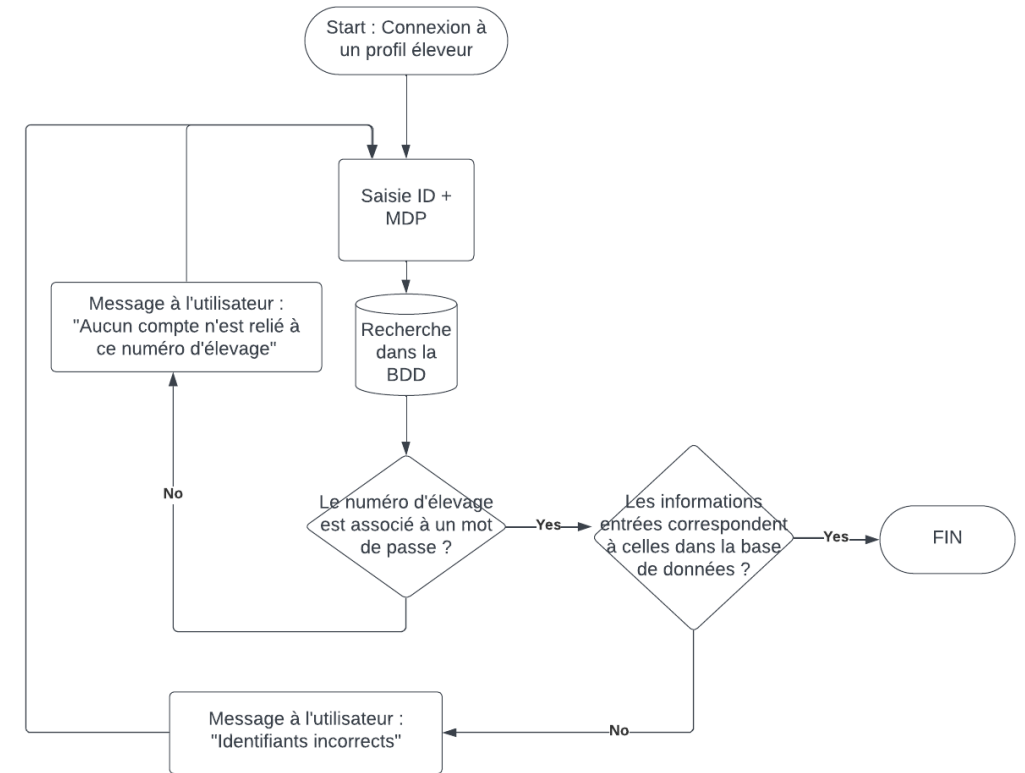 Start : Connexion à
un profil éleveur
Saisie ID +
MDP
Message à l'utilisateur :
"Aucun compte n'est relié à
ce numéro d'élevage"
Recherche
dans la
BDD
No
Le numéro d'élevage
est associé à un mot
de passe ?
Yes
Les informations
entrées correspondent
à celles dans la base
de données ?
Yes
FIN
Message à l'utilisateur :
"Identifiants incorrects"
No